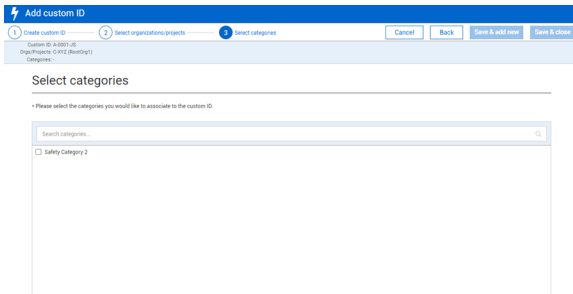 Add custom ID
1 Create custom ID 2 Select organizations/projects 3 Select categories Cancel Back Save & add new Save & close
Custom ID: A-0001-JS
Orgs/Projects: C-XYZ (RootOrg1)
Categories: -
Select categories
• Please select the categories you would like to associate to the custom ID.
Search categories...
Safety Category 2